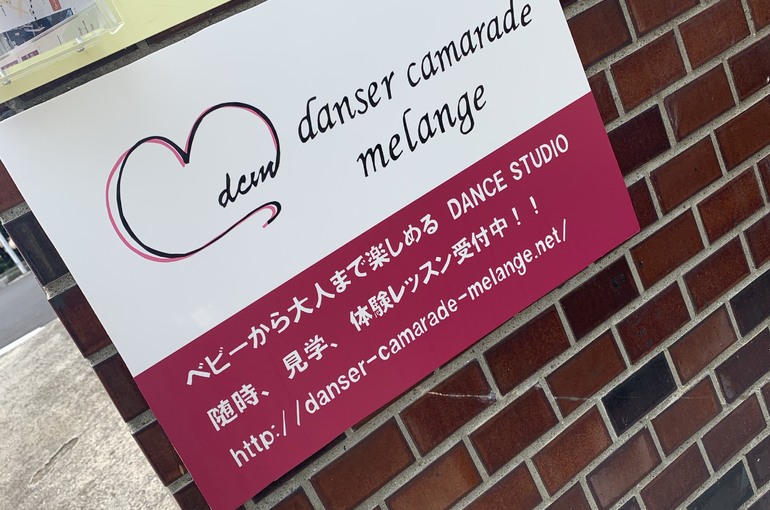 danser camarade
melange
dcm
ベビーから大人まで楽しめる DANCE STUDIO
随時、見学、体験レッスン受付中！！
http://danser-camarade-melange.net/